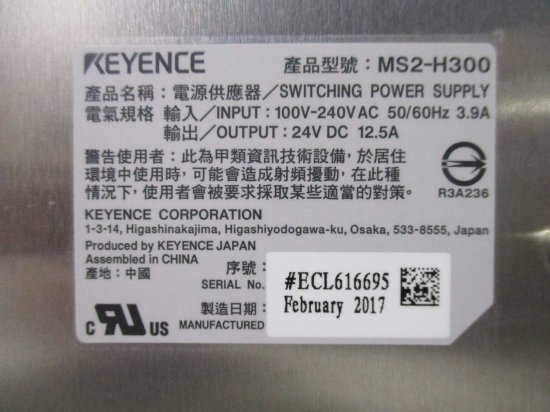 KEYENCE 產品型號：MS2-H300
產品名稱：電源供應器/SWITCHING POWER SUPPLY
電氣規格 輸入/INPUT: 100V-240V AC 50/60Hz 3.9A
輸出/OUTPUT: 24V DC 12.5A
警告使用者：此為甲類資訊技術設備，於居住
環境中使用時，可能會造成射頻擾動，在此種
情況下，使用者會被要求採取某些適當的對策。
R3A236
KEYENCE CORPORATION
1-3-14, Higashinakajima, Higashiyodogawa-ku, Osaka, 533-8555, Japan
Produced by KEYENCE JAPAN
Assembled in CHINA
產地：中國
序號：
SERIAL No.
#ECL616695
製造日期：
MANUFACTURED
February 2017
C RU US